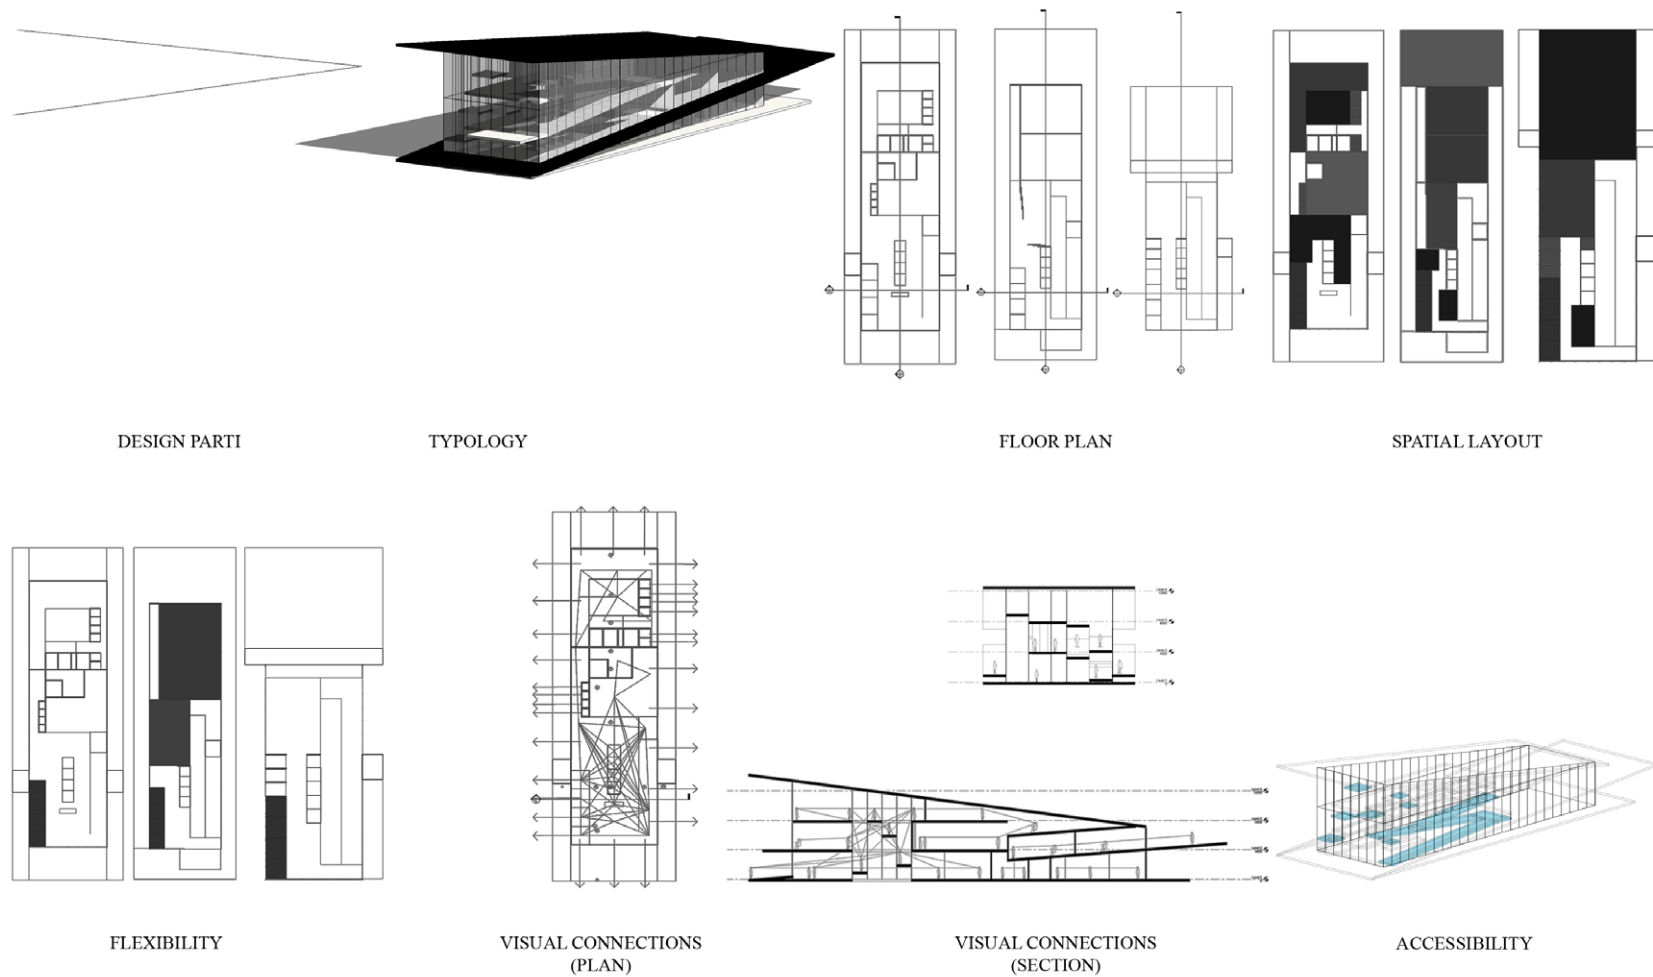 DESIGN PARTI
TYPOLOGY
FLOOR PLAN
SPATIAL LAYOUT
FLEXIBILITY
VISUAL CONNECTIONS
(PLAN)
VISUAL CONNECTIONS
(SECTION)
ACCESSIBILITY